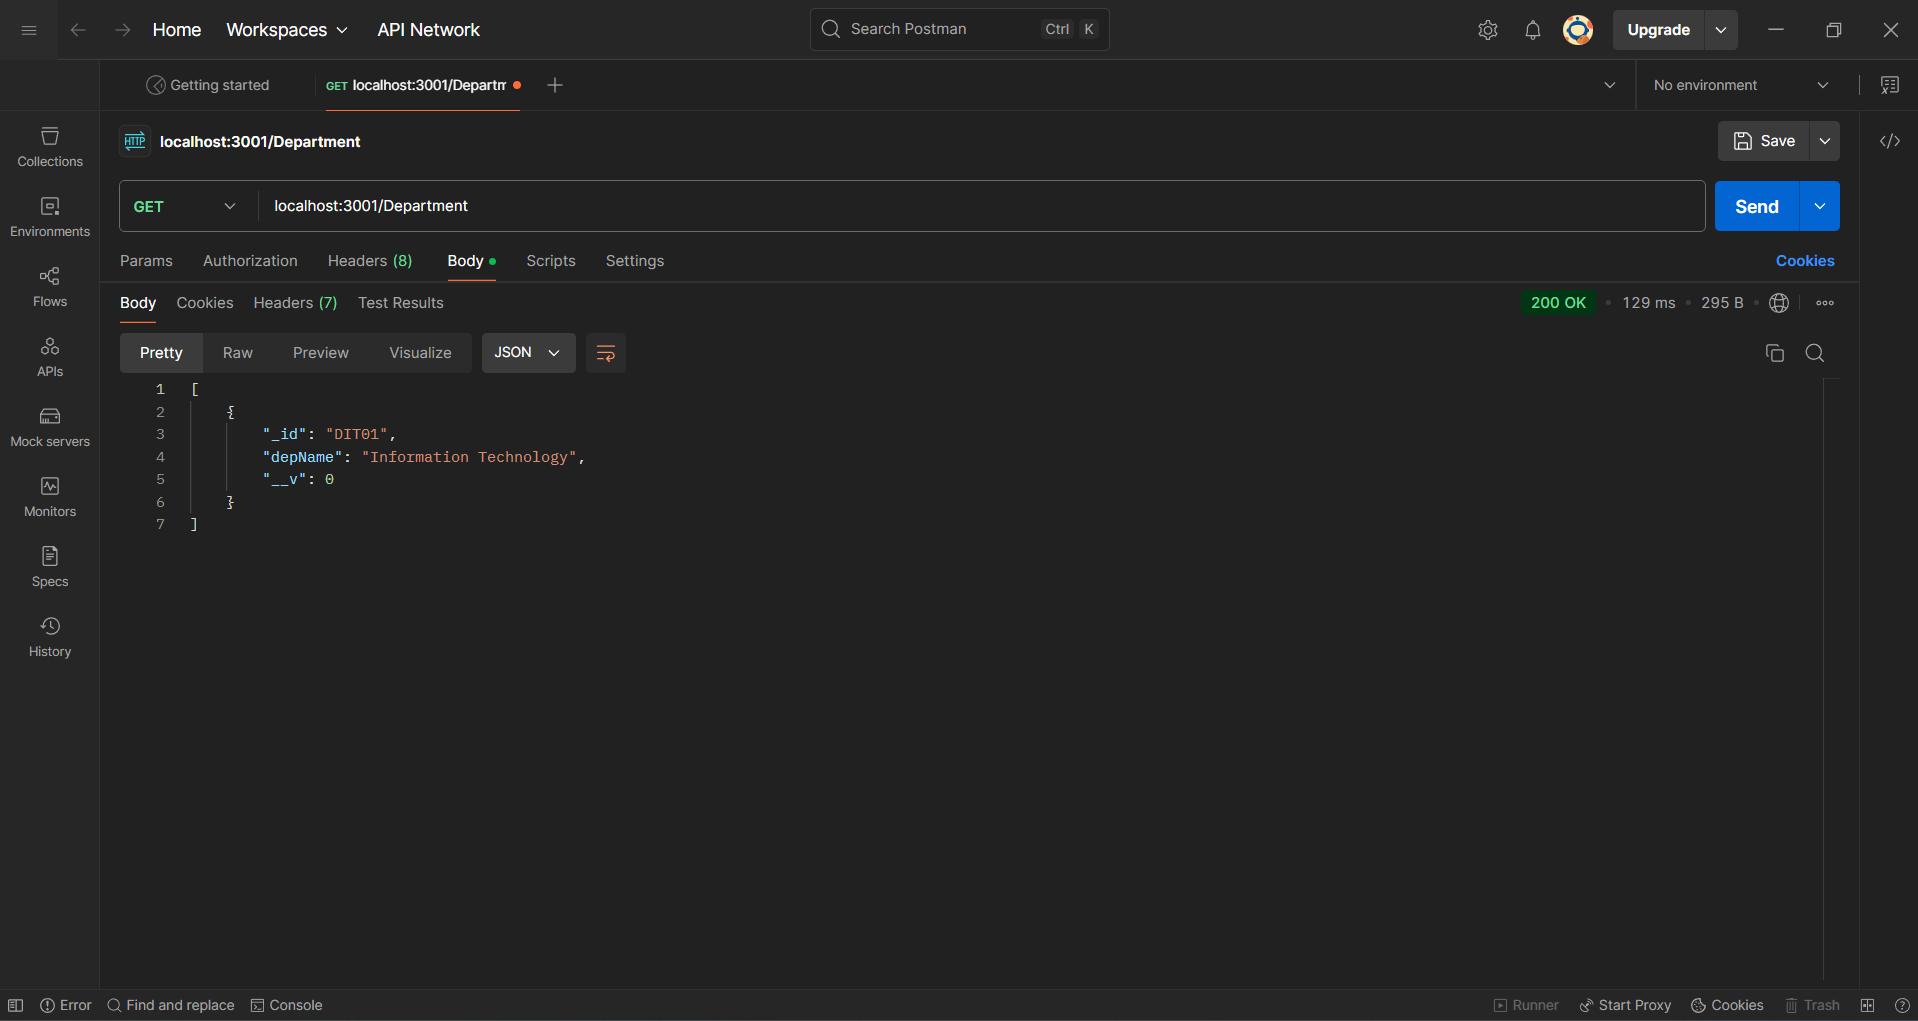 Home Workspaces API Network Search Postman Ctrl K Upgrade
Getting started GET localhost:3001/Departm No environment
HTTP localhost:3001/Department Save
GET localhost:3001/Department Send
Params Authorization Headers (8) Body Scripts Settings Cookies
Body Cookies Headers (7) Test Results 200 OK 129 ms 295 B
Pretty Raw Preview Visualize JSON
1 [
2 {
3 "_id": "DIT01",
4 "depName": "Information Technology",
5 "__v": 0
6 }
7 ]
Collections
Environments
Flows
APIs
Mock servers
Monitors
Specs
History
Error Find and replace Console Runner Start Proxy Cookies Trash